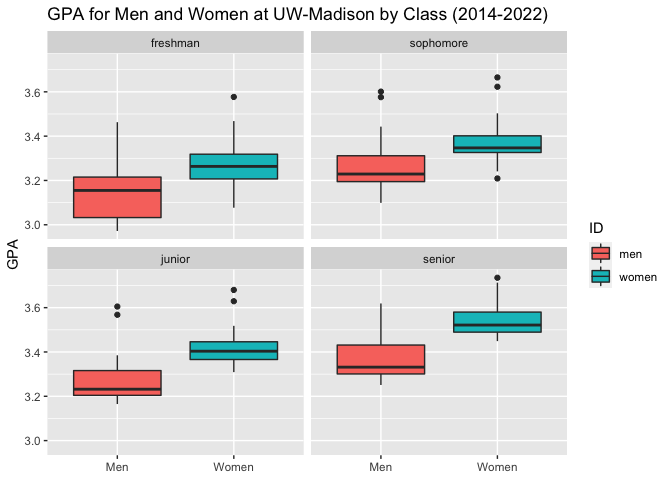 GPA for Men and Women at UW-Madison by Class (2014-2022)
freshman sophomore
3.6
3.4
3.2
3.0
GPA
junior senior
3.6
3.4
3.2
3.0
Men Women Men Women
ID
men
women